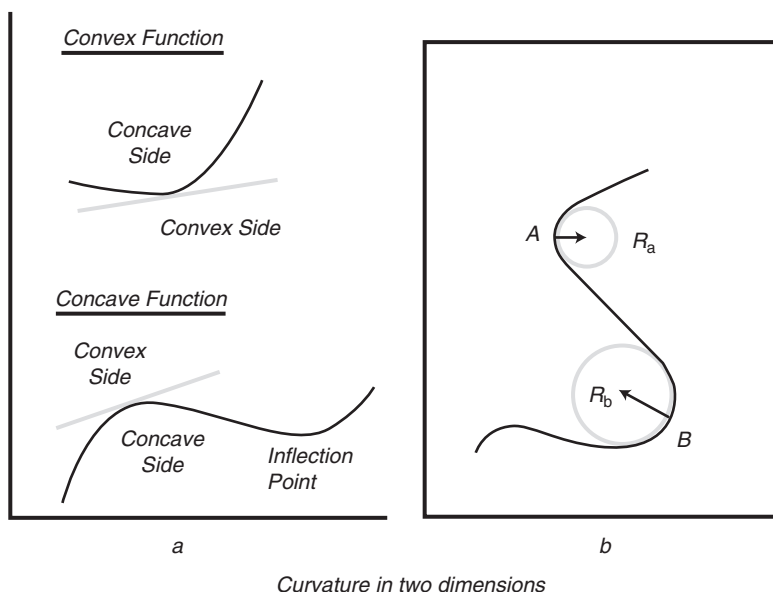 Convex Function
Concave
Side
Convex Side
Concave Function
Convex
Side
Concave
Side
Inflection
Point
a
A
Ra
Rb
B
b
Curvature in two dimensions